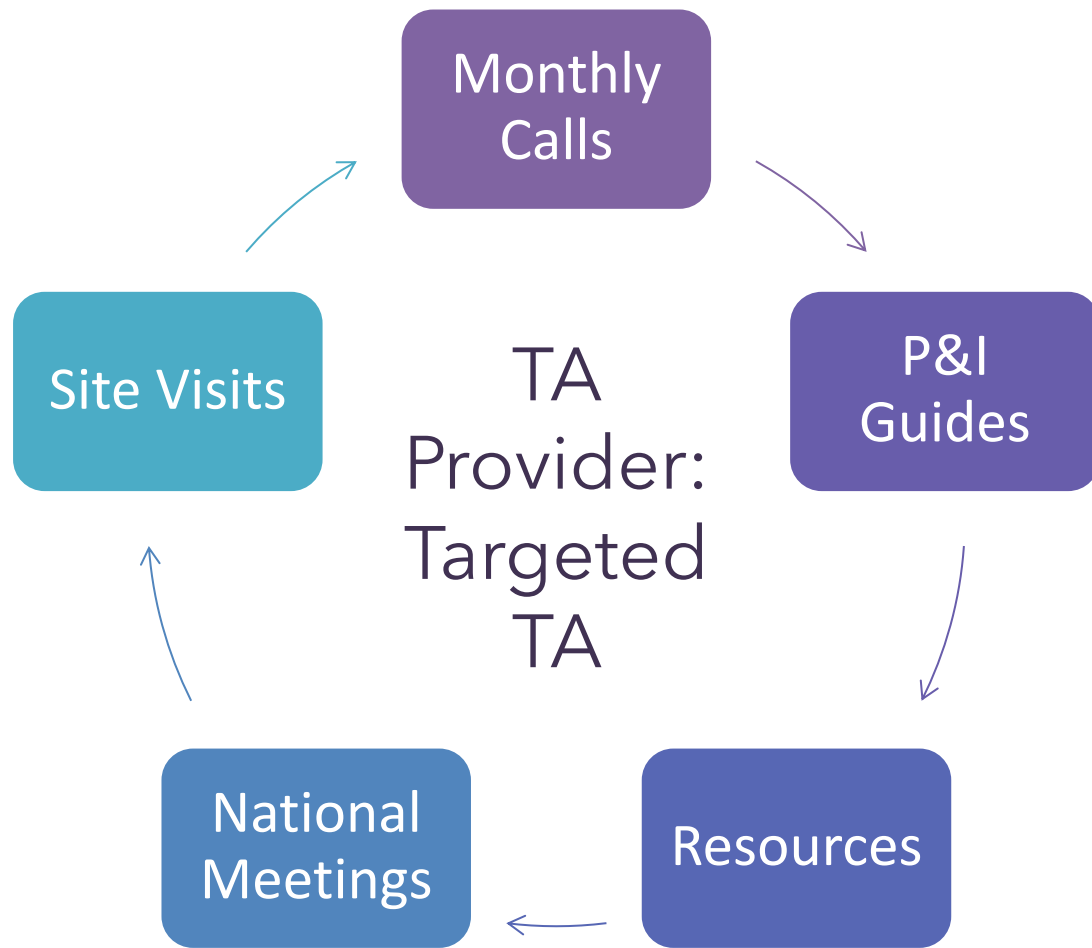 Monthly
Calls
P&I
Guides
Resources
National
Meetings
Site Visits
TA
Provider:
Targeted
TA